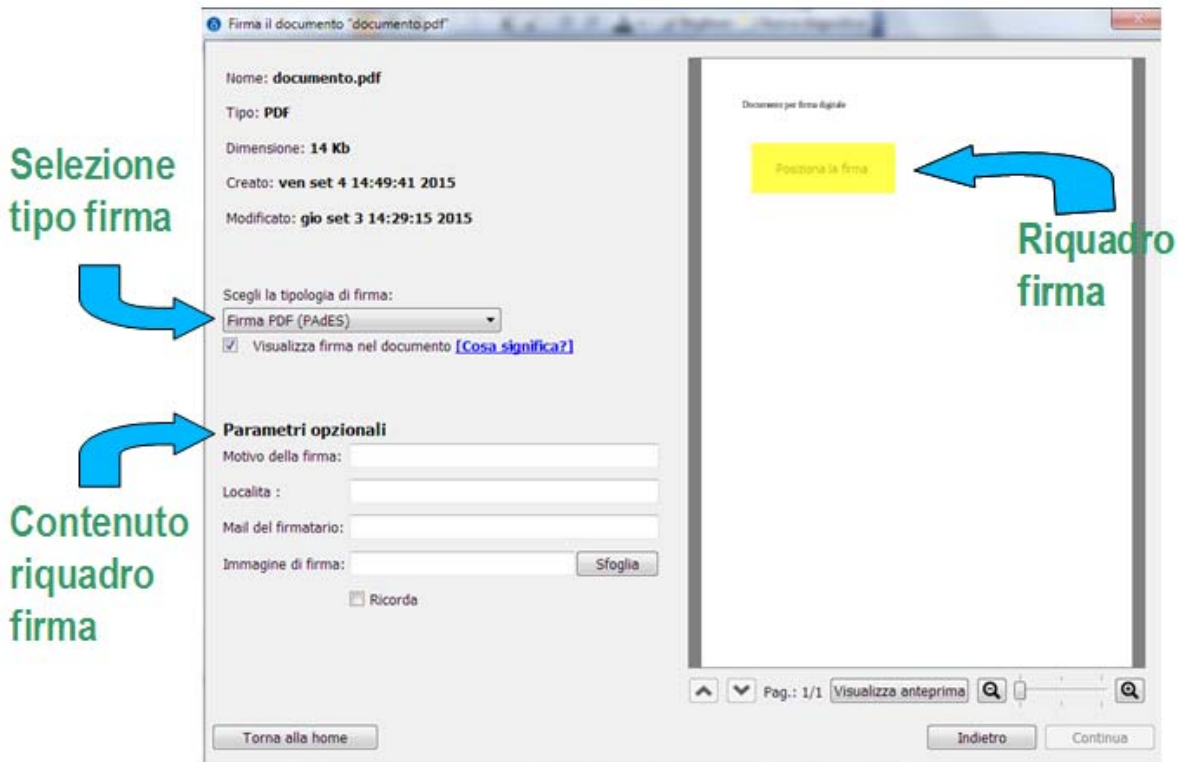 Firma il documento "documento.pdf"
Nome: documento.pdf
Tipo: PDF
Dimensione: 14 Kb
Creato: ven set 4 14:49:41 2015
Modificato: gio set 3 14:29:15 2015
Selezione
tipo firma
Scegli la tipologia di firma:
Firma PDF (PAdES)
Visualizza firma nel documento [Cosa significa?]
Parametri opzionali
Motivo della firma:
Localita :
Mail del firmatario:
Immagine di firma:
Sfoglia
Ricorda
Contenuto
riquadro
firma
Documento per firma digitale
Posiziona la firma
Riquadro
firma
Pag.: 1/1
Visualizza anteprima
Torna alla home
Indietro
Continua